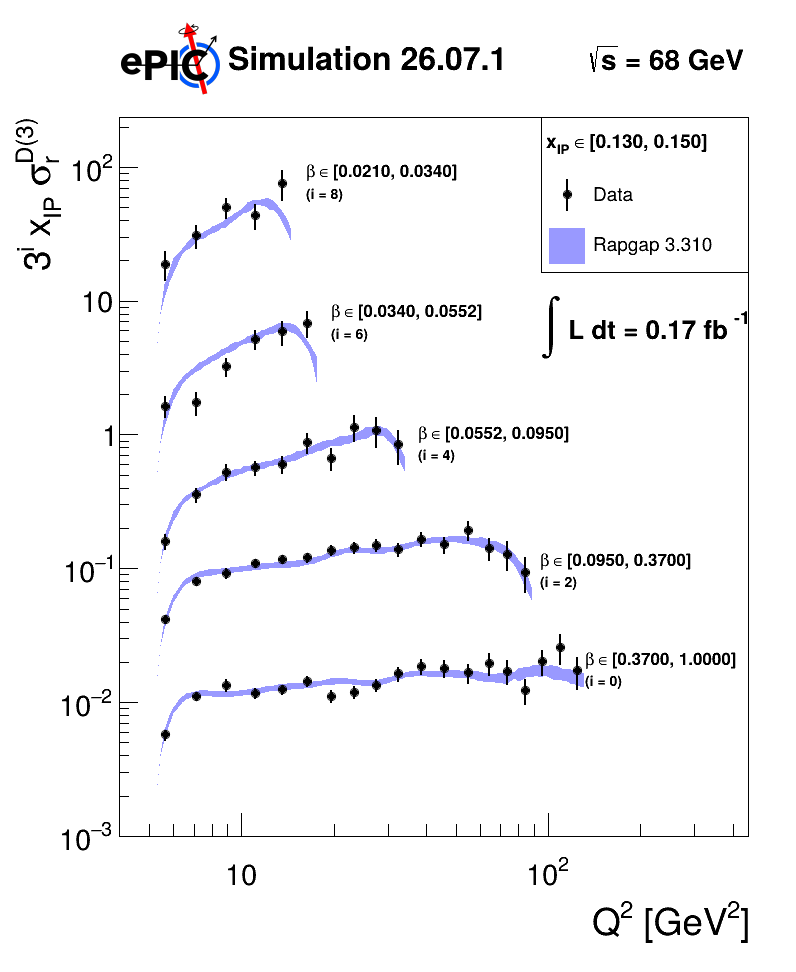 ePIC Simulation 26.07.1
√s = 68 GeV
3^i x_IP σ_r^D(3)
x_IP ∈ [0.130, 0.150]
Data
Rapgap 3.310
∫ L dt = 0.17 fb^-1
β ∈ [0.0210, 0.0340]
(i = 8)
β ∈ [0.0340, 0.0552]
(i = 6)
β ∈ [0.0552, 0.0950]
(i = 4)
β ∈ [0.0950, 0.3700]
(i = 2)
β ∈ [0.3700, 1.0000]
(i = 0)
10^2
10
1
10^−1
10^−2
10^−3
10
10^2
Q^2 [GeV^2]